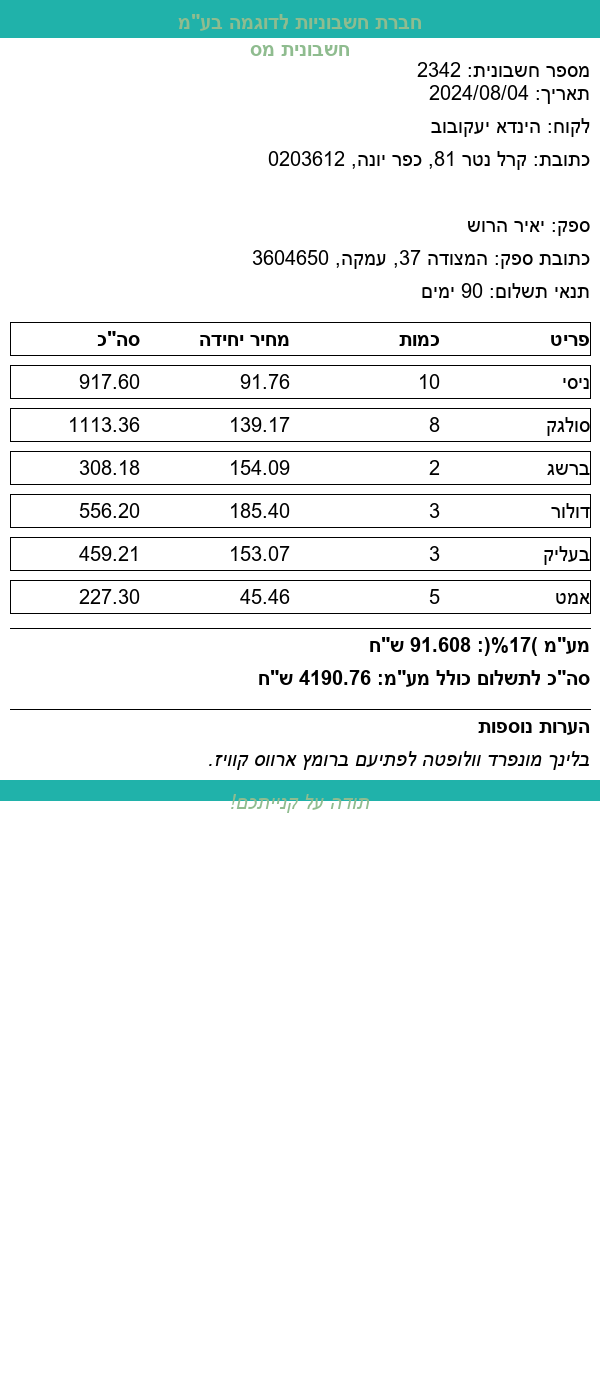 חברת חשבוניות לדוגמה בע"מ
חשבונית מס
מספר חשבונית: 2342
תאריך: 2024/08/04
לקוח: הינדא יעקובוב
כתובת: קרל נטר 81, כפר יונה, 0203612
ספק: יאיר הרוש
כתובת ספק: המצודה 37, עמקה, 3604650
תנאי תשלום: 90 ימים
פריט כמות מחיר יחידה סה"כ
ניסי 10 91.76 917.60
סולגק 8 139.17 1113.36
ברשג 2 154.09 308.18
דולור 3 185.40 556.20
בעליק 3 153.07 459.21
אמט 5 45.46 227.30
מע"מ )17%(: 608.91 ש"ח
סה"כ לתשלום כולל מע"מ: 4190.76 ש"ח
הערות נוספות
בלינך מונפרד וולופטה לפתיעם ברומץ ארווס קוויז.
תודה על קנייתכם!